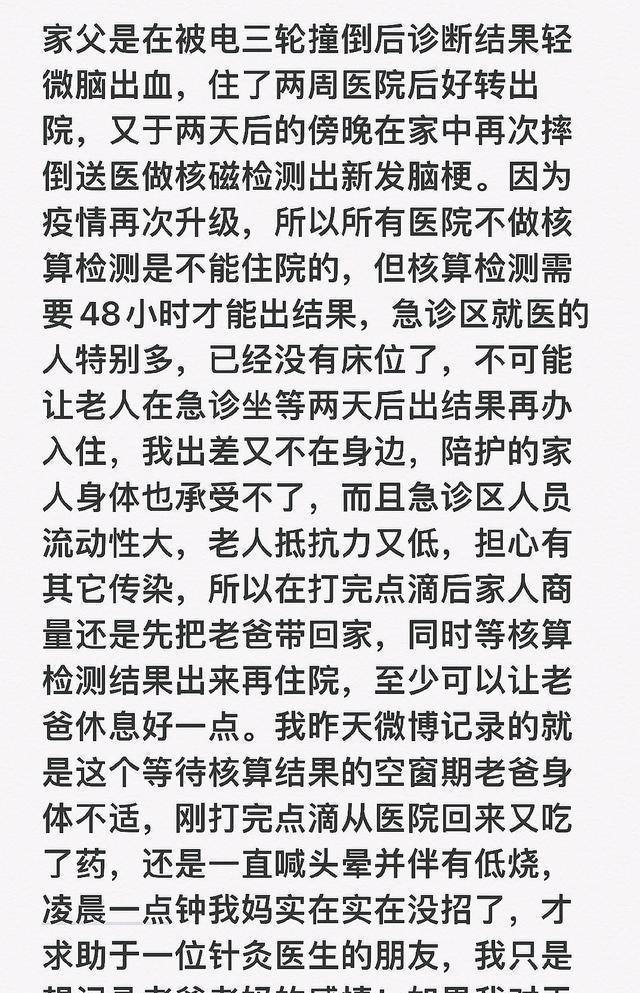 家父是在被电三轮撞倒后诊断结果轻
微脑出血，住了两周医院后好转出
院，又于两天后的傍晚在家中再次摔
倒送医做核磁检测出新发脑梗。因为
疫情再次升级，所以所有医院不做核
算检测是不能住院的，但核算检测需
要48小时才能出结果，急诊区就医的
人特别多，已经没有床位了，不可能
让老人在急诊坐等两天后出结果再办
入住，我出差又不在身边，陪护的家
人身体也承受不了，而且急诊区人员
流动性大，老人抵抗力又低，担心有
其它传染，所以在打完点滴后家人商
量还是先把老爸带回家，同时等核算
检测结果出来再住院，至少可以让老
爸休息好一点。我昨天微博记录的就
是这个等待核算结果的空窗期老爸身
体不适，刚打完点滴从医院回来又吃
了药，还是一直喊头晕并伴有低烧，
凌晨一点钟我妈实在实在没招了，才
求助于一位针灸医生的朋友，我只是